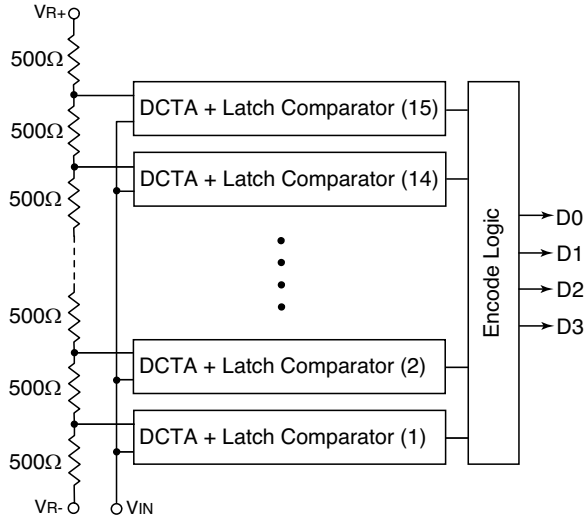 VR+
500Ω
DCTA + Latch Comparator (15)
500Ω
DCTA + Latch Comparator (14)
500Ω
D0
D1
Encode Logic
D2
D3
500Ω
DCTA + Latch Comparator (2)
500Ω
DCTA + Latch Comparator (1)
500Ω
VR-
VIN